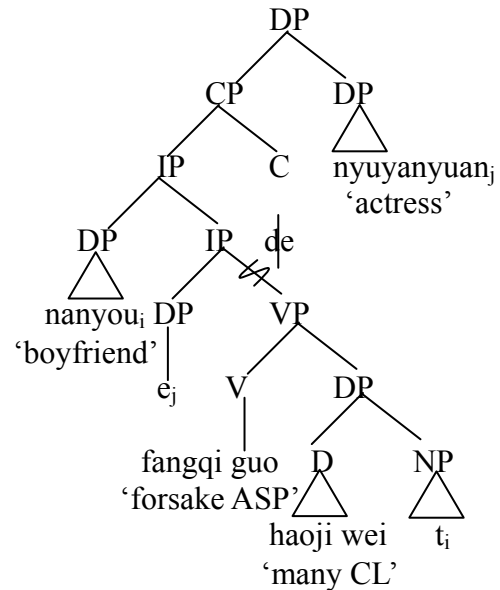 DP
CP DP
IP C nyuyanyuanj
‘actress’
DP IP de
nanyoui DP VP
‘boyfriend’
ej V DP
fangqi guo D NP
‘forsake ASP’
haoji wei ti
‘many CL’